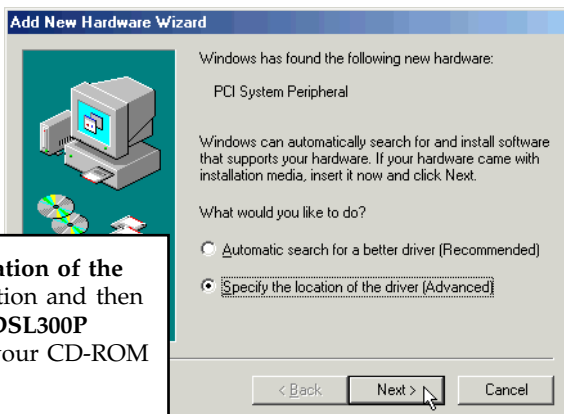 Add New Hardware Wizard
Windows has found the following new hardware:
PCI System Peripheral
Windows can automatically search for and install software
that supports your hardware. If your hardware came with
installation media, insert it now and click Next.
What would you like to do?
Automatic search for a better driver (Recommended)
Specify the location of the driver (Advanced)
of the
and then
DSL300P
your CD-ROM
< Back
Next >
Cancel